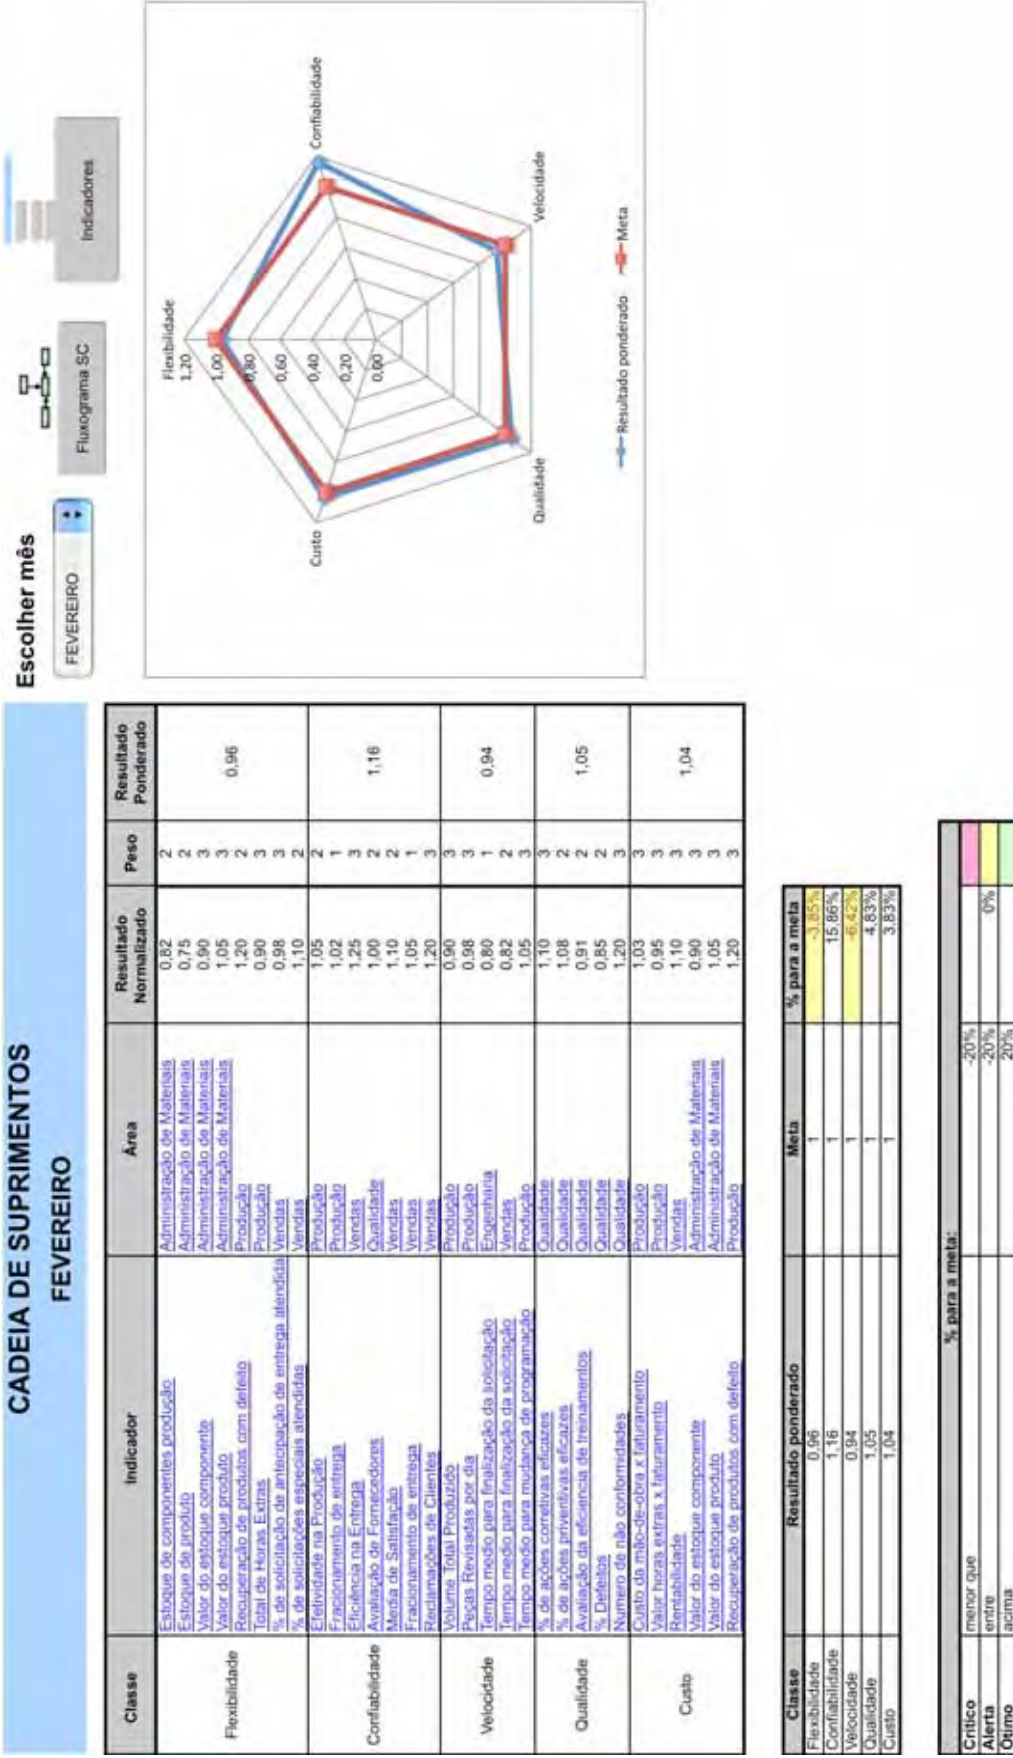 CADEIA DE SUPRIMENTOS
FEVEREIRO
Escolher mês
FEVEREIRO
Fluxograma SC
Indicadores
Classe Indicador Área Resultado Normalizado Peso Resultado Ponderado
Flexibilidade 0,96
Estoque de componentes produção Administração de Materiais 0,82 2
Estoque de produto Administração de Materiais 0,75 2
Valor do estoque componente Administração de Materiais 0,90 3
Valor do estoque produto Administração de Materiais 1,05 3
Recuperação de produtos com defeito Produção 1,20 2
Total de Horas Extras Produção 0,90 3
% de solicitação de antecipação de entrega atendida Vendas 0,98 3
% de solicitações especiais atendidas Vendas 1,10 2
Confiabilidade 1,16
Efetividade na Produção Produção 1,05 2
Fracionamento de entrega Produção 1,02 1
Eficiência na Entrega Vendas 1,25 3
Avaliação de Fornecedores Qualidade 1,00 2
Media de Satisfação Vendas 1,10 2
Fracionamento de entrega Vendas 1,05 1
Reclamações de Clientes Vendas 1,20 3
Velocidade 0,94
Volume Total Produzido Produção 0,90 3
Peças Revisadas por dia Produção 0,98 3
Tempo medio para finalização da solicitação Engenharia 0,80 1
Tempo medio para finalização da solicitação Vendas 0,82 2
Tempo medio para mudança de programação Produção 1,05 3
Qualidade 1,05
% de ações corretivas eficazes Qualidade 1,10 3
% de ações priventivas eficazes Qualidade 1,08 2
Avaliação da eficiencia de treinamentos Qualidade 0,91 2
% Defeitos Qualidade 0,85 2
Numero de não conformidades Qualidade 1,20 3
Custo 1,04
Custo da mão-de-obra x faturamento Produção 1,03 3
Valor horas extras x faturamento Produção 0,95 3
Rentabilidade Vendas 1,10 3
Valor do estoque componente Administração de Materiais 0,90 3
Valor do estoque produto Administração de Materiais 1,05 3
Recuperação de produtos com defeito Produção 1,20 3
Flexibilidade
1,20
1,00
0,80
0,60
0,40
0,20
0,00
Confiabilidade
Velocidade
Qualidade
Custo
Resultado ponderado Meta
Classe Resultado ponderado Meta % para a meta
Flexibilidade 0,96 1 -3,85%
Confiabilidade 1,16 1 15,86%
Velocidade 0,94 1 -6,42%
Qualidade 1,05 1 4,83%
Custo 1,04 1 3,83%
% para a meta:
Crítico menor que -20%
Alerta entre -20% 0%
Ótimo acima 20%